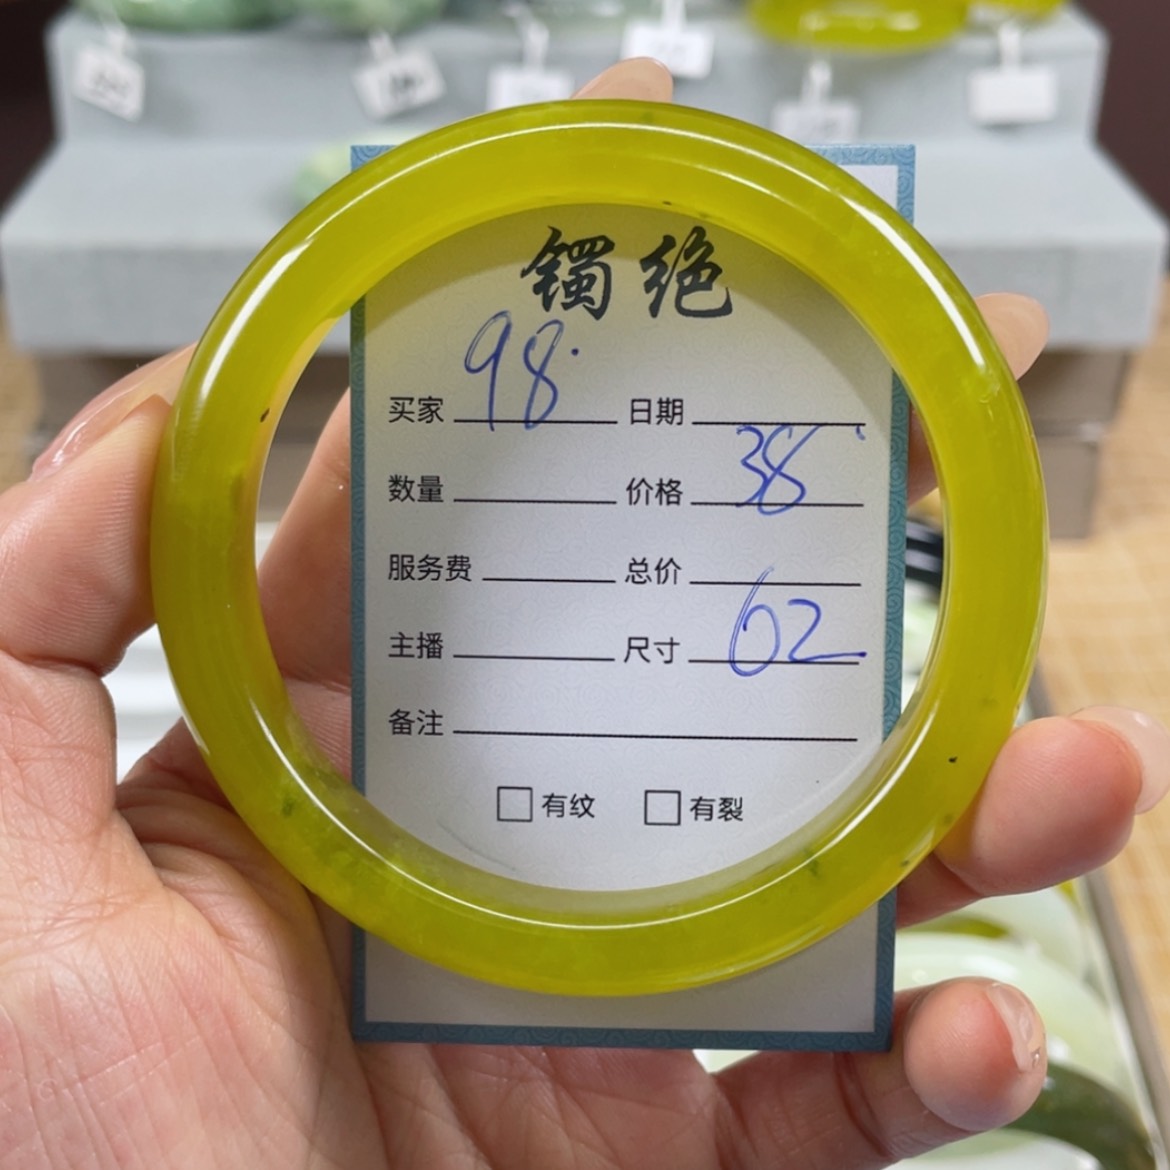 镯绝
买家 98. 日期
数量 价格 38
服务费 总价
主播 尺寸 62
备注
有纹 有裂